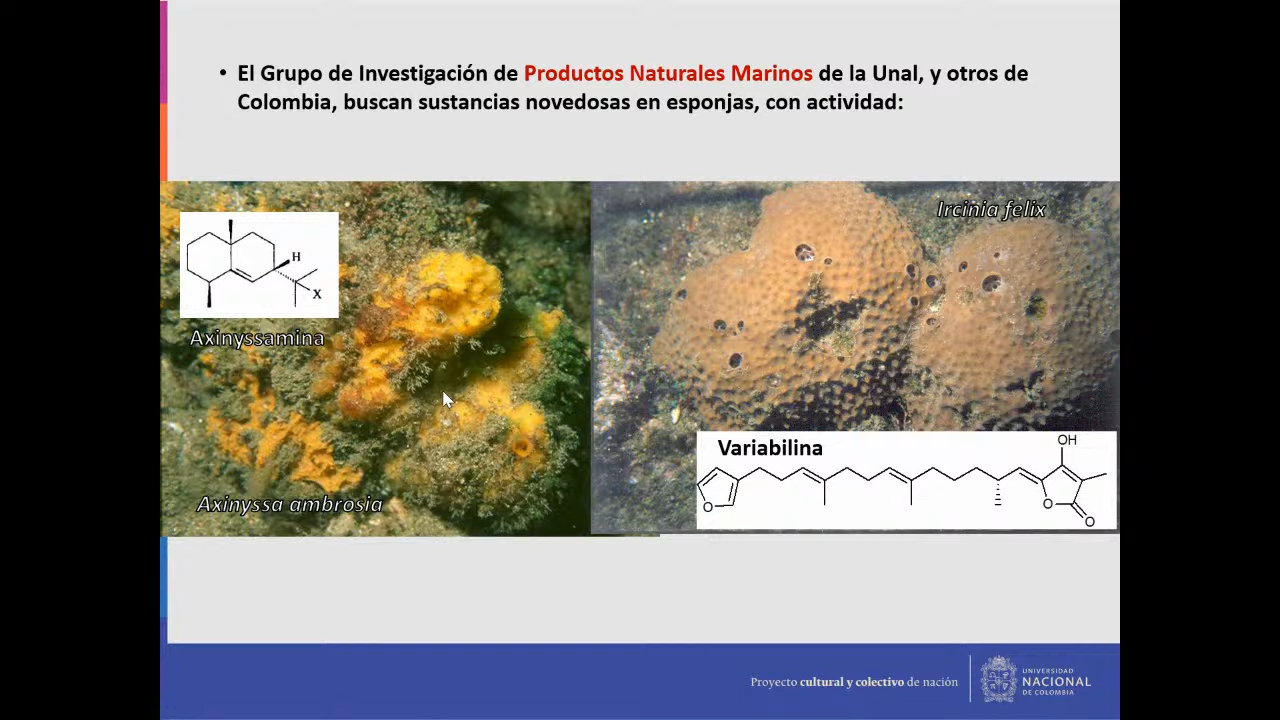 • El Grupo de Investigación de Productos Naturales Marinos de la Unal, y otros de
Colombia, buscan sustancias novedosas en esponjas, con actividad:
H
X
Axinyssamina
Axinyssa ambrosia
Ircinia felix
Variabilina
OH
O
O
O
Proyecto cultural y colectivo de nación
UNIVERSIDAD
NACIONAL
DE COLOMBIA